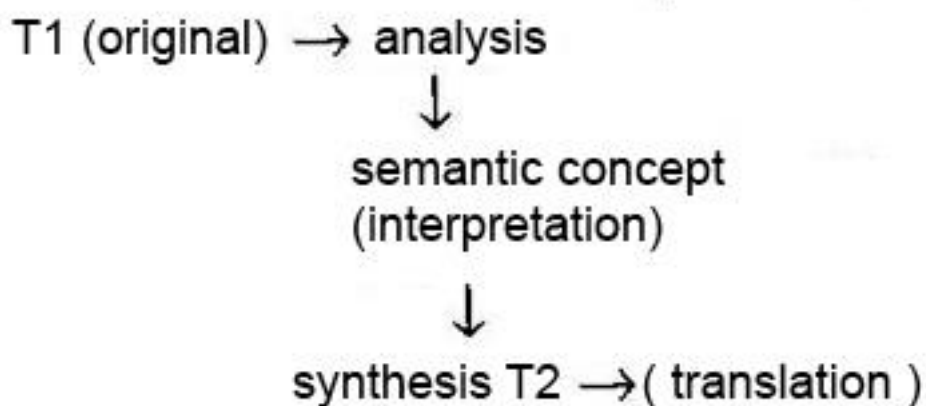 T1 (original) → analysis
↓
semantic concept
(interpretation)
↓
synthesis T2 →( translation )